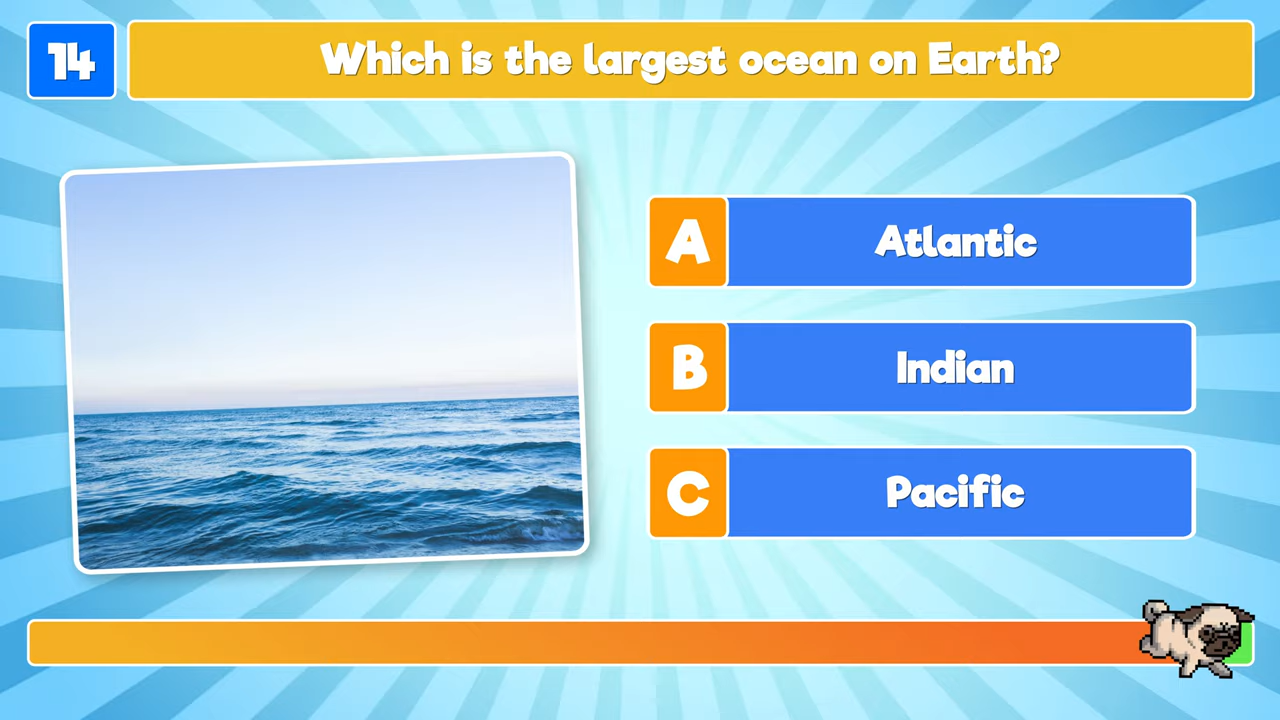 14
Which is the largest ocean on Earth?
A
Atlantic
B
Indian
C
Pacific